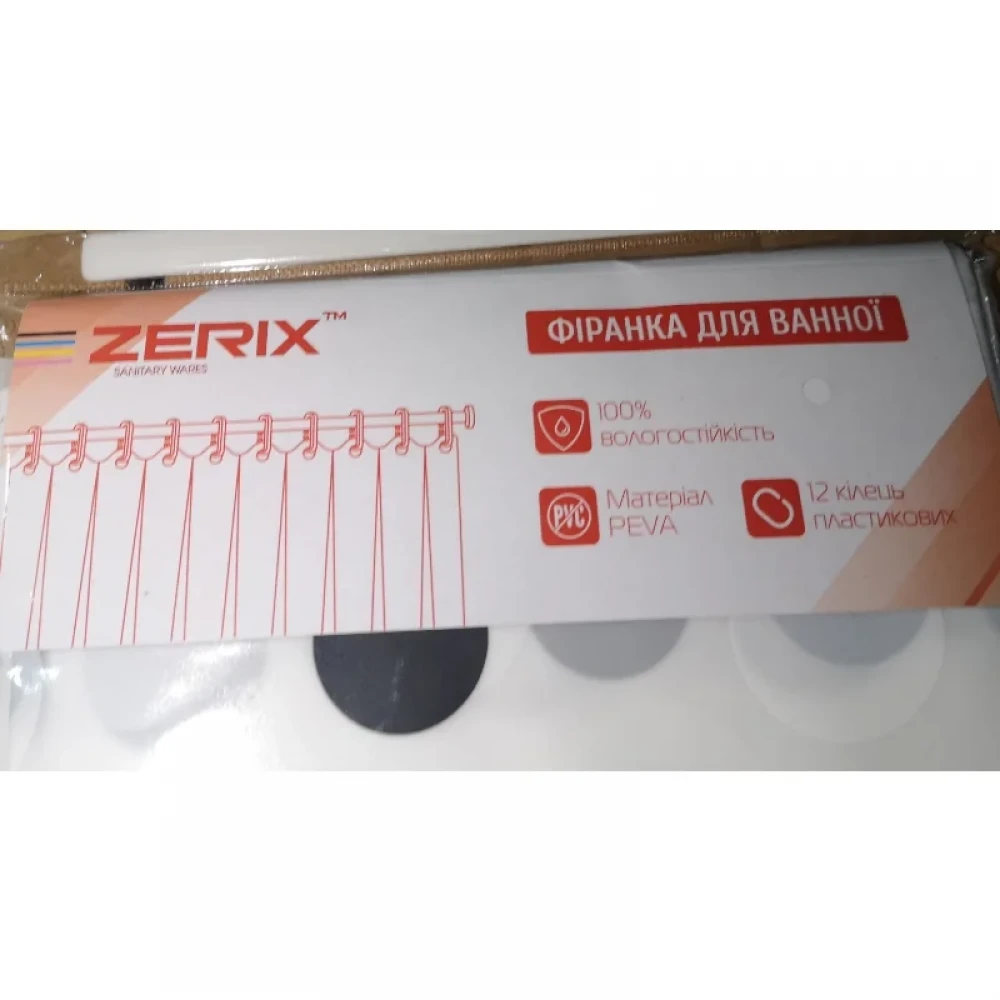 ZERIX™
SANITARY WARES
ФІРАНКА ДЛЯ ВАННОЇ
100%
ВОЛОГОСТІЙКІСТЬ
PVC
Матеріал
PEVA
12 кілець
пластикових